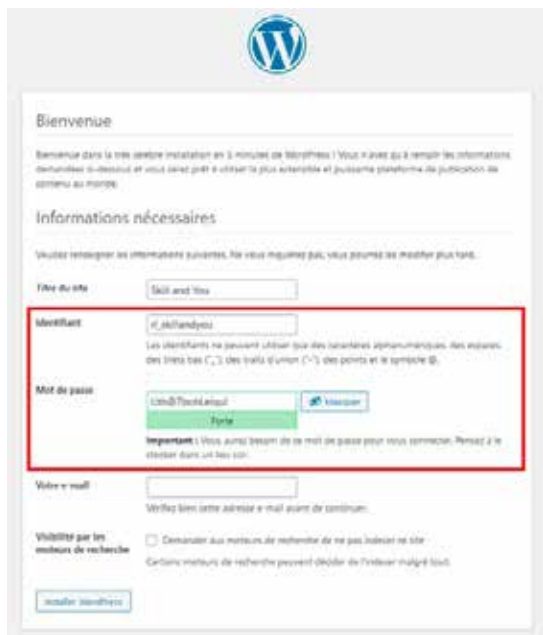 Bienvenue
Bienvenue dans la très célèbre installation en 5 minutes de WordPress ! Vous n'avez qu'à remplir les informations
demandées ci-dessous et vous serez prêt à utiliser la plus extensible et puissante plateforme de publication de
contenu au monde.
Informations nécessaires
Veuillez renseigner les informations suivantes. Ne vous inquiétez pas, vous pourrez les modifier plus tard.
Titre du site
Skill and You
Identifiant
Les identifiants ne peuvent utiliser que des caractères alphanumériques, des espaces,
des tirets bas ("_"), des traits d'union ("-"), des points et le symbole @.
Mot de passe
Masquer
Forte
Important : Vous aurez besoin de ce mot de passe pour vous connecter. Pensez à le
stocker dans un lieu sûr.
Votre e-mail
Vérifiez bien cette adresse e-mail avant de continuer.
Visibilité par les
moteurs de recherche
Demander aux moteurs de recherche de ne pas indexer ce site
Certains moteurs de recherche peuvent décider de l'indexer malgré tout.
Installer WordPress